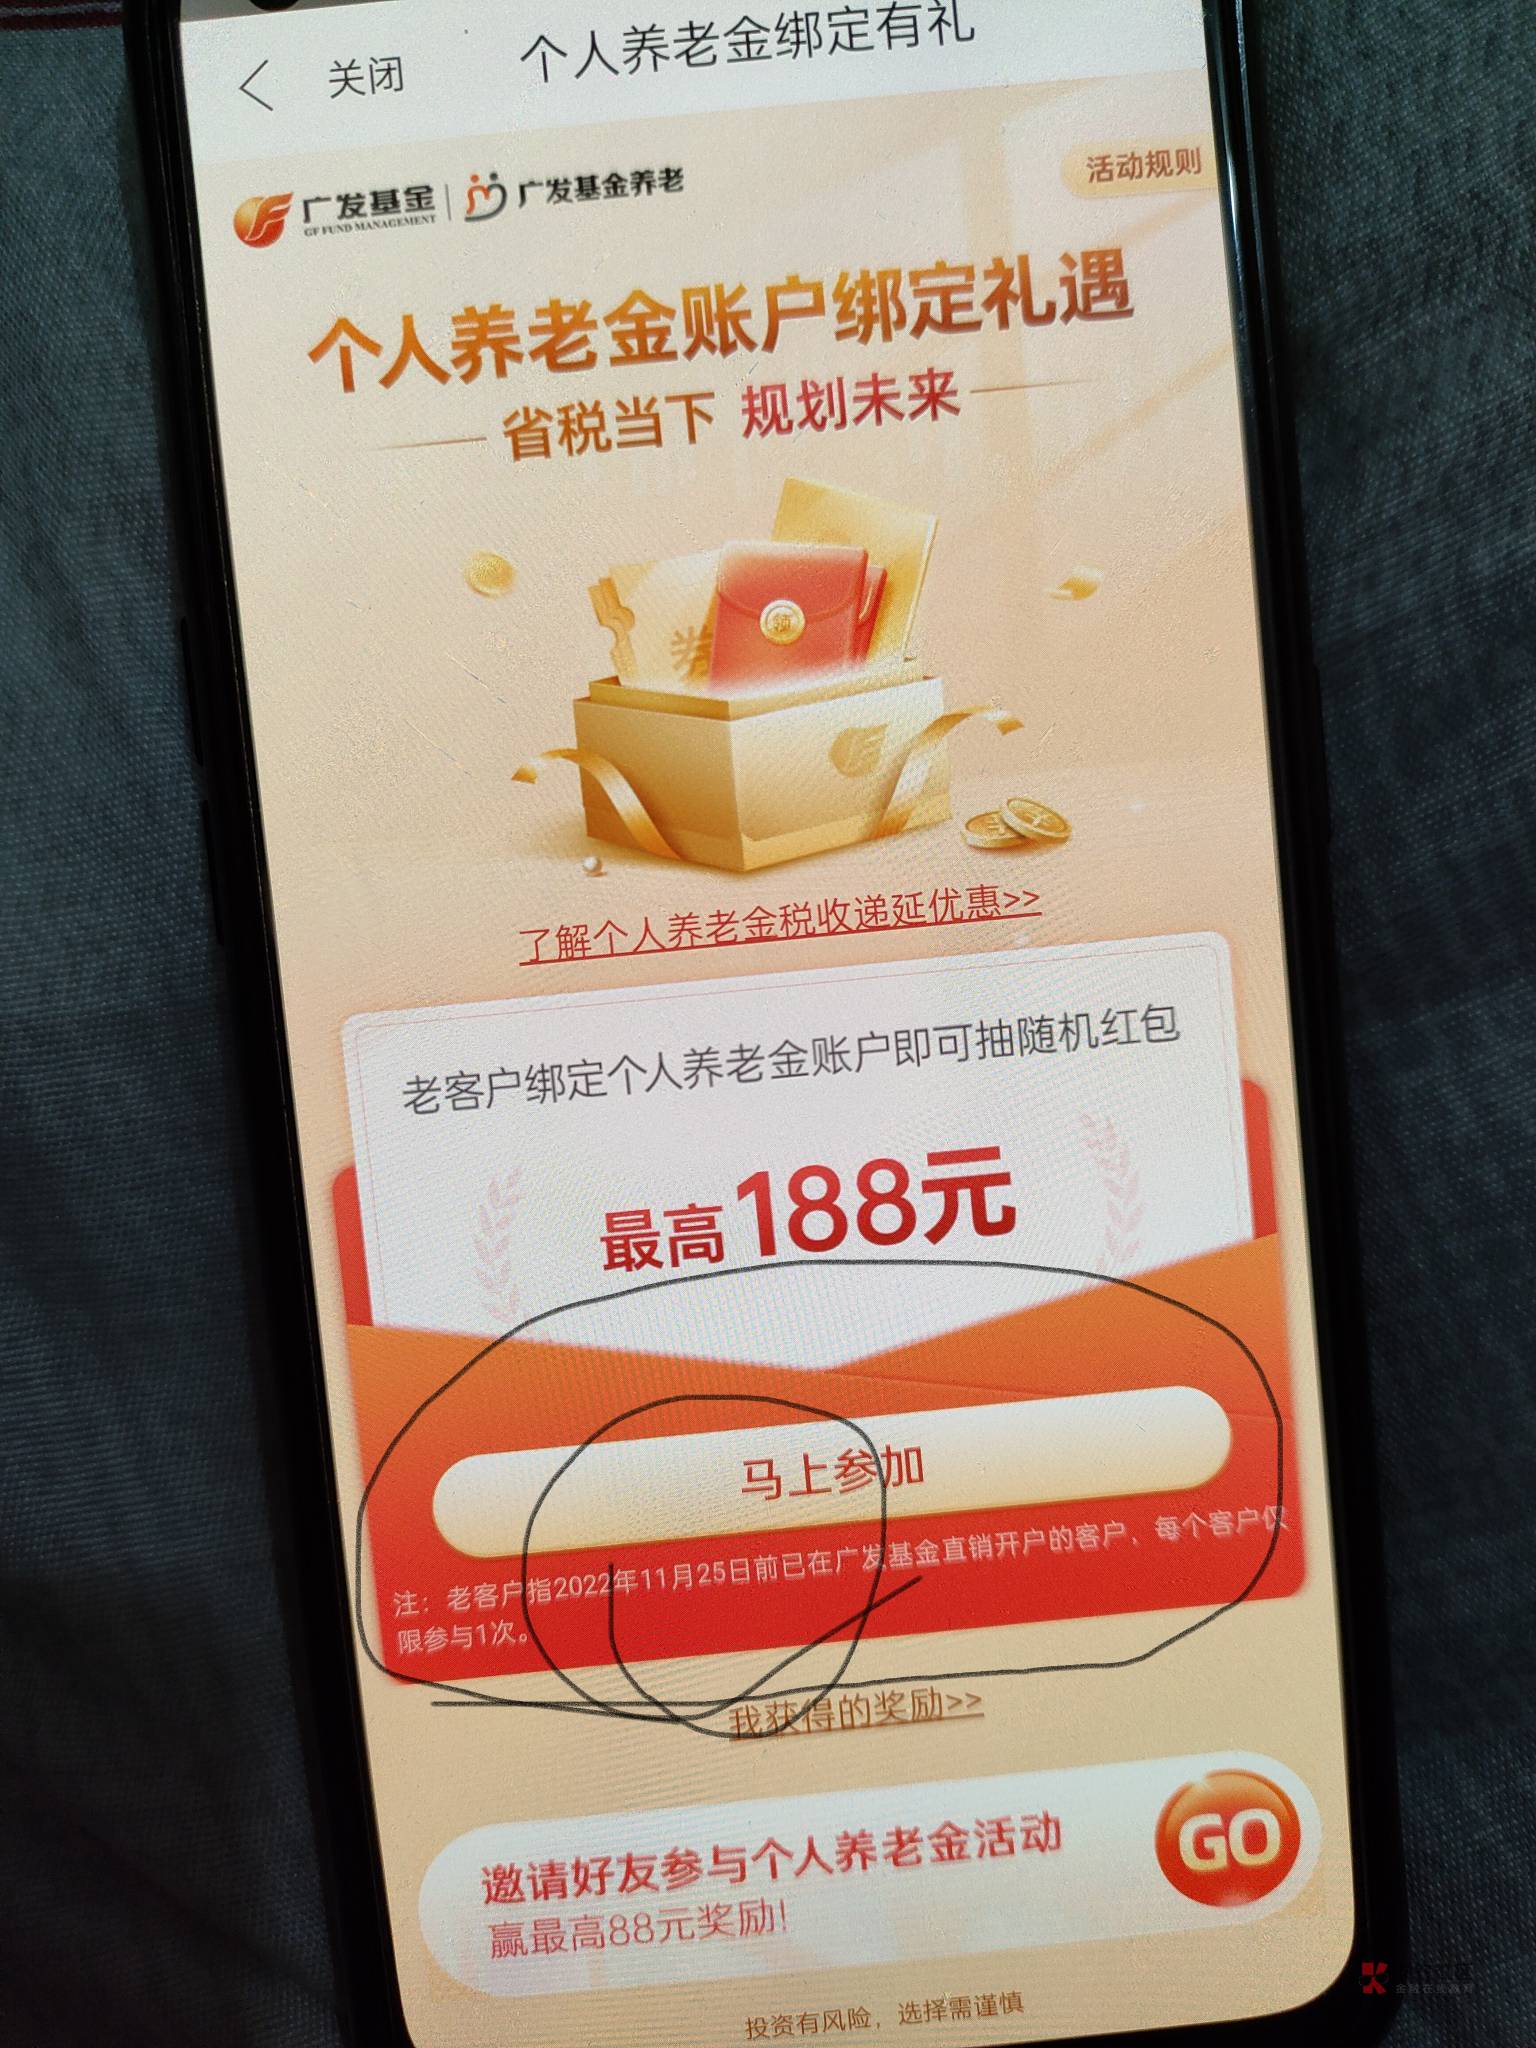 关闭
个人养老金绑定有礼
广发基金
GF FUND MANAGEMENT
广发基金养老
活动规则
个人养老金账户绑定礼遇
省税当下 规划未来
领
券
了解个人养老金税收递延优惠>>
老客户绑定个人养老金账户即可抽随机红包
最高188元
马上参加
注：老客户指2022年11月25日前已在广发基金直销开户的客户，每个客户仅
限参与1次。
我获得的奖励>>
邀请好友参与个人养老金活动
赢最高88元奖励！
GO
投资有风险，选择需谨慎